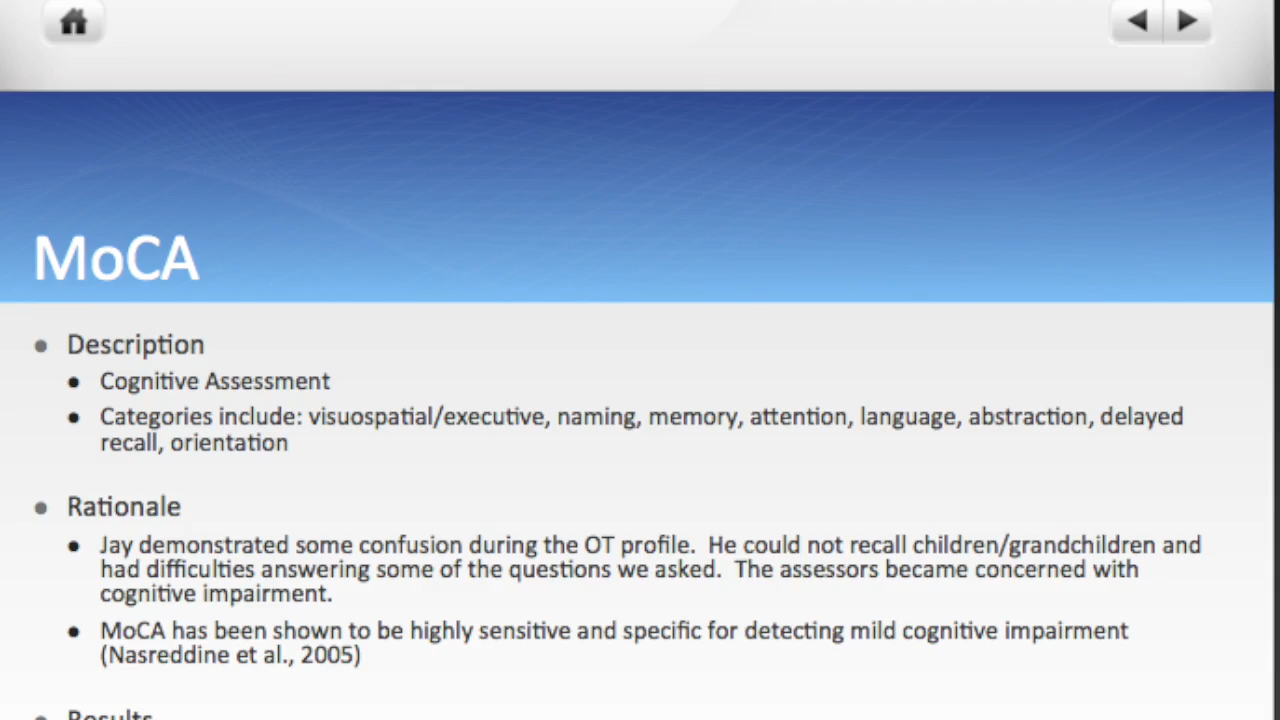 MoCA
Description
Cognitive Assessment
Categories include: visuospatial/executive, naming, memory, attention, language, abstraction, delayed
recall, orientation
Rationale
Jay demonstrated some confusion during the OT profile.  He could not recall children/grandchildren and
had difficulties answering some of the questions we asked.  The assessors became concerned with
cognitive impairment.
MoCA has been shown to be highly sensitive and specific for detecting mild cognitive impairment
(Nasreddine et al., 2005)
Results